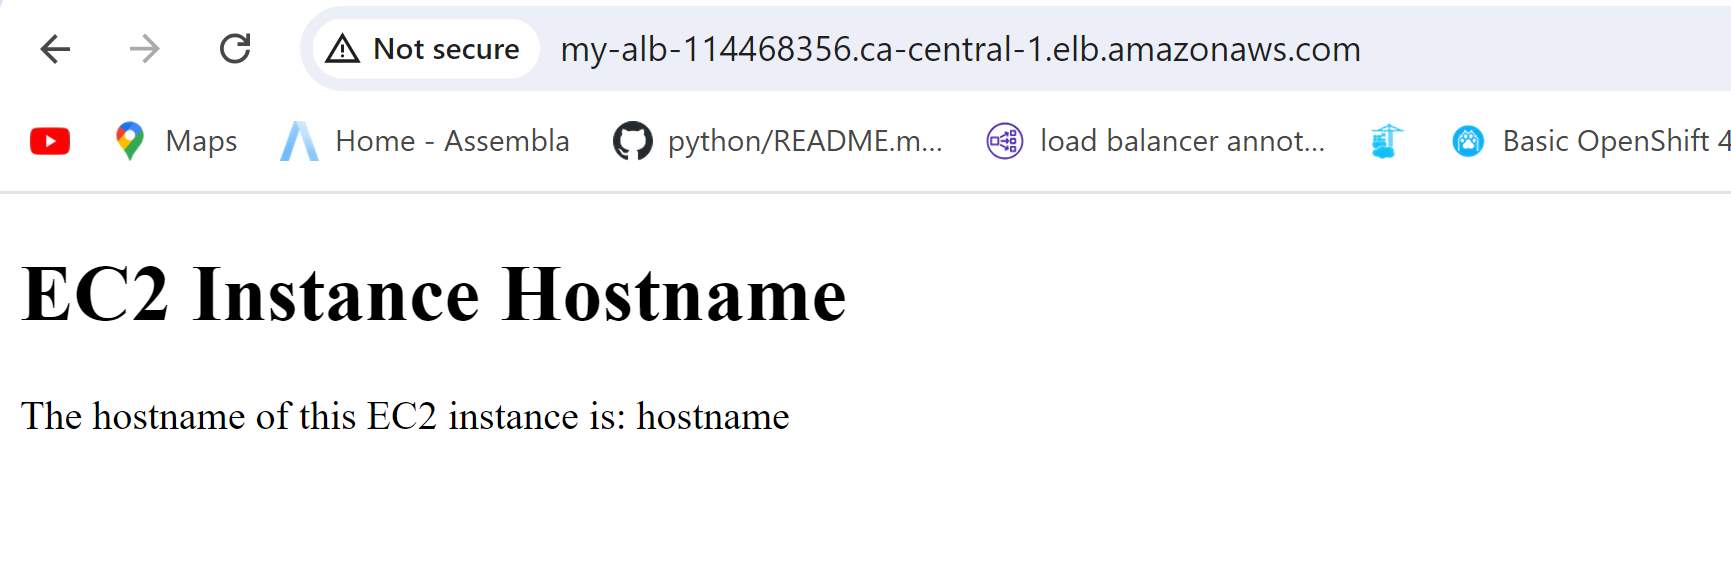 Not secure my-alb-114468356.ca-central-1.elb.amazonaws.com
Maps Home - Assembla python/README.m... load balancer annot... Basic OpenShift 4
EC2 Instance Hostname
The hostname of this EC2 instance is: hostname